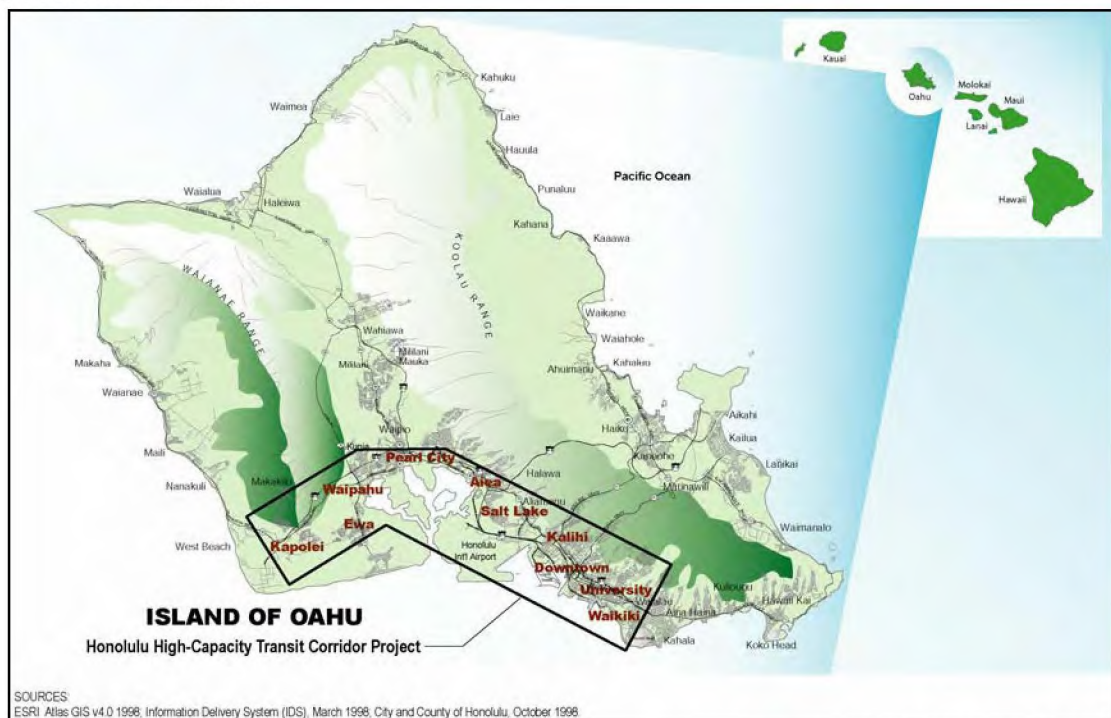 Kauai
Oahu
Molokai
Maui
Lanai
Hawaii
Pacific Ocean
Kahuku
Waimea
Laie
Hauula
Punaluu
Kahana
Kaaawa
Waialua
Haleiwa
KOOLAU RANGE
WAIANAE RANGE
Waikane
Waiahole
Kahaluu
Ahuimanu
Wahiawa
Mililani
Mauka
Mililani
Makaha
Waianae
Maili
Nanakuli
Makakilo
Kunia
Waipio
Haiko
Kaneohe
Aikahi
Kailua
Lanikai
Maunawili
Waimanalo
Pearl City
Waipahu
Ewa
Kapolei
West Beach
Halawa
Aiea
Aliamanu
Salt Lake
Honolulu
Int'l Airport
Kalihi
Downtown
University
Waikiki
Waialae
Aina Haina
Kuliouou
Hawaii Kai
Kahala
Koko Head
ISLAND OF OAHU
Honolulu High-Capacity Transit Corridor Project
SOURCES:
ESRI Atlas GIS v4.0 1998; Information Delivery System (IDS), March 1998; City and County of Honolulu, October 1998.